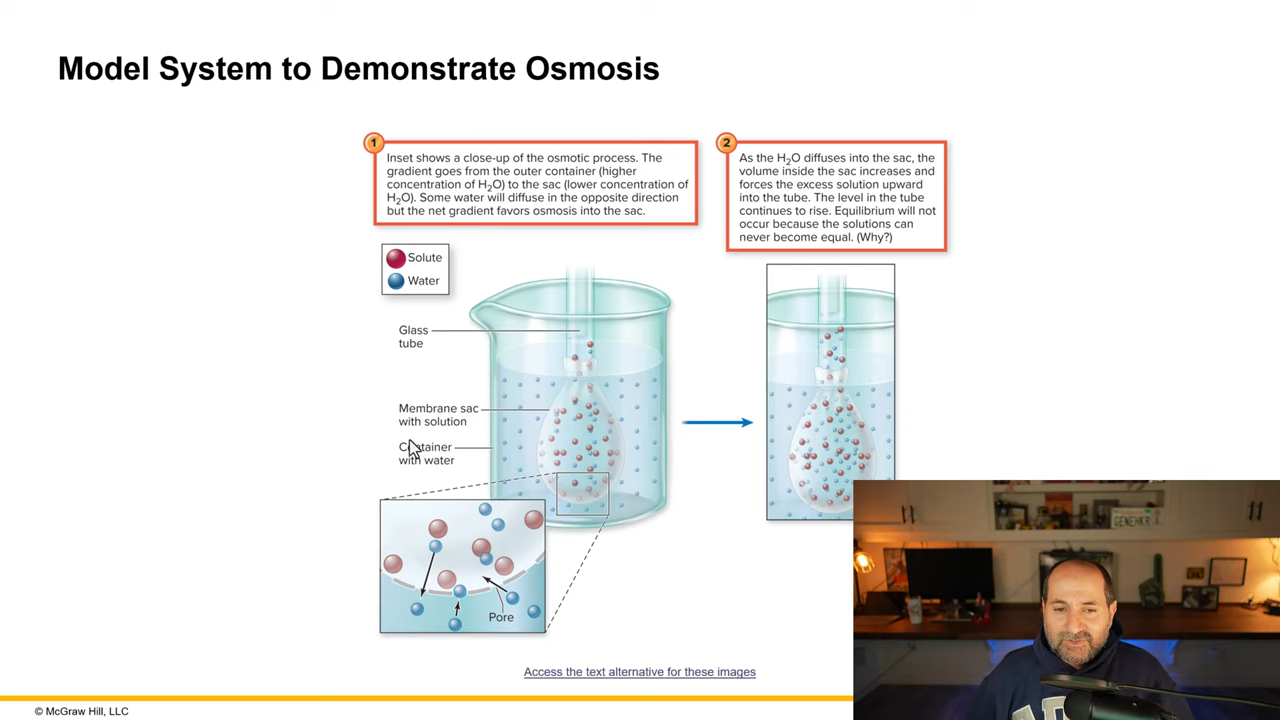 Model System to Demonstrate Osmosis
1
Inset shows a close-up of the osmotic process. The
gradient goes from the outer container (higher
concentration of H₂O) to the sac (lower concentration of
H₂O). Some water will diffuse in the opposite direction
but the net gradient favors osmosis into the sac.
2
As the H₂O diffuses into the sac, the
volume inside the sac increases and
forces the excess solution upward
into the tube. The level in the tube
continues to rise. Equilibrium will not
occur because the solutions can
never become equal. (Why?)
Solute
Water
Glass
tube
Membrane sac
with solution
Container
with water
Pore
Access the text alternative for these images
© McGraw Hill, LLC